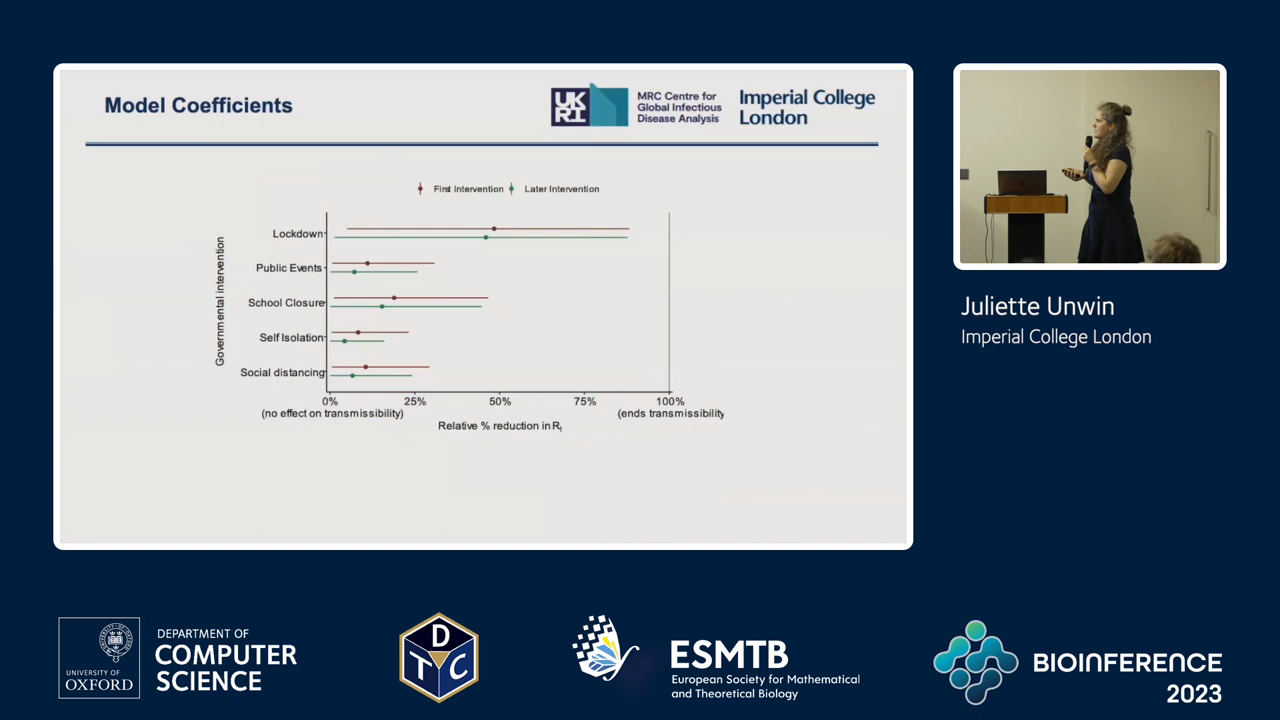 Model Coefficients
UK
RI
MRC Centre for
Global Infectious
Disease Analysis
Imperial College
London
First Intervention
Later Intervention
Governmental intervention
Lockdown
Public Events
School Closure
Self Isolation
Social distancing
0%
25%
50%
75%
100%
(no effect on transmissibility)
(ends transmissibility
Relative % reduction in Rt
Juliette Unwin
Imperial College London
UNIVERSITY OF
OXFORD
DEPARTMENT OF
COMPUTER
SCIENCE
D
T C
ESMTB
European Society for Mathematical
and Theoretical Biology
BIOINFERENCE
2023